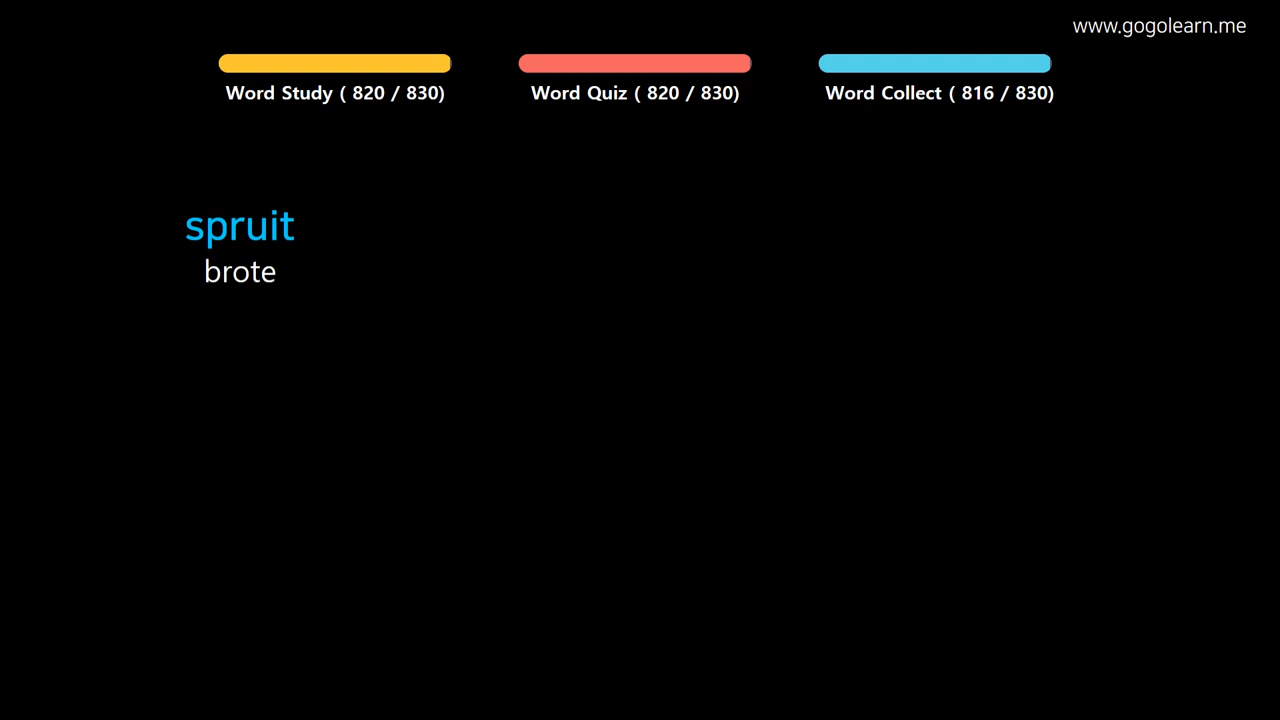 www.gogolearn.me
Word Study ( 820 / 830)
Word Quiz ( 820 / 830)
Word Collect ( 816 / 830)
spruit
brote